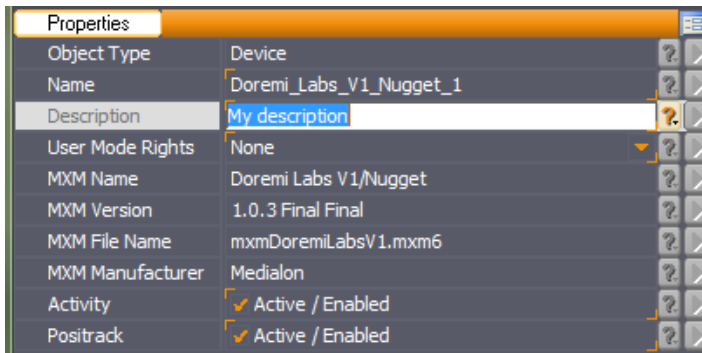 Properties
Object Type Device
Name Doremi_Labs_V1_Nugget_1
Description My description
User Mode Rights None
MXM Name Doremi Labs V1/Nugget
MXM Version 1.0.3 Final Final
MXM File Name mxmDoremiLabsV1.mxm6
MXM Manufacturer Medialon
Activity Active / Enabled
Positrack Active / Enabled